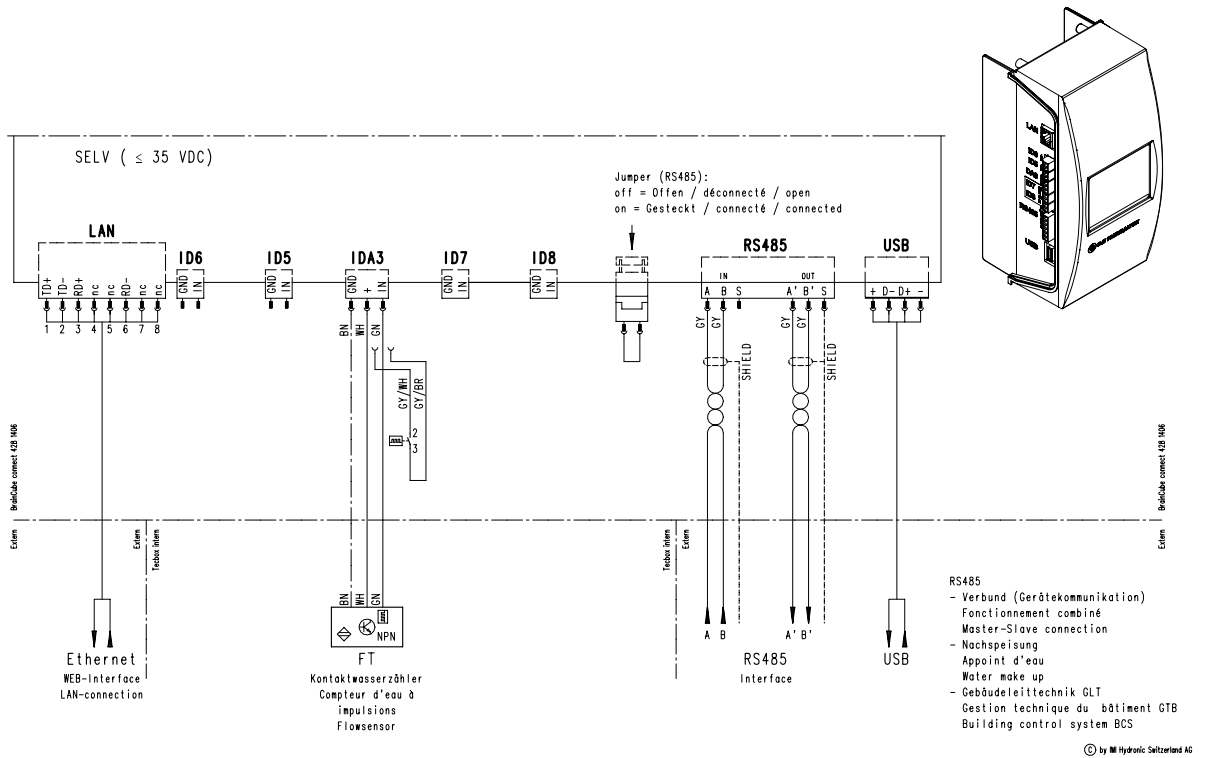 SELV ( ≤ 35 VDC)
Jumper (RS485):
off = Offen / déconnecté / open
on = Gesteckt / connecté / connected
LAN
ID6
ID5
IDA3
ID7
ID8
RS485
USB
TD+
TD-
RD+
nc
nc
RD-
nc
nc
GND
IN
GND
IN
GND
+
IN
GND
IN
GND
IN
IN
OUT
A B S
A' B' S
+ D- D+ -
1 2 3 4 5 6 7 8
BN
WH
GN
GY
GY
GY
GY
SHIELD
SHIELD
GY/WH
GY/BR
2
3
BrainCube connect 428 1406
BrainCube connect 428 1406
Extern
Extern
Tecbox intern
Tecbox intern
Extern
Extern
BN
WH
GN
NPN
A B
A' B'
Ethernet
WEB-Interface
LAN-connection
FT
Kontaktwasserzähler
Compteur d'eau à
impulsions
Flowsensor
RS485
Interface
USB
RS485
- Verbund (Gerätekommunikation)
Fonctionnement combiné
Master-Slave connection
- Nachspeisung
Appoint d'eau
Water make up
- Gebäudeleittechnik GLT
Gestion technique du bâtiment GTB
Building control system BCS
© by IMI Hydronic Switzerland AG
LAN
RS485
USB